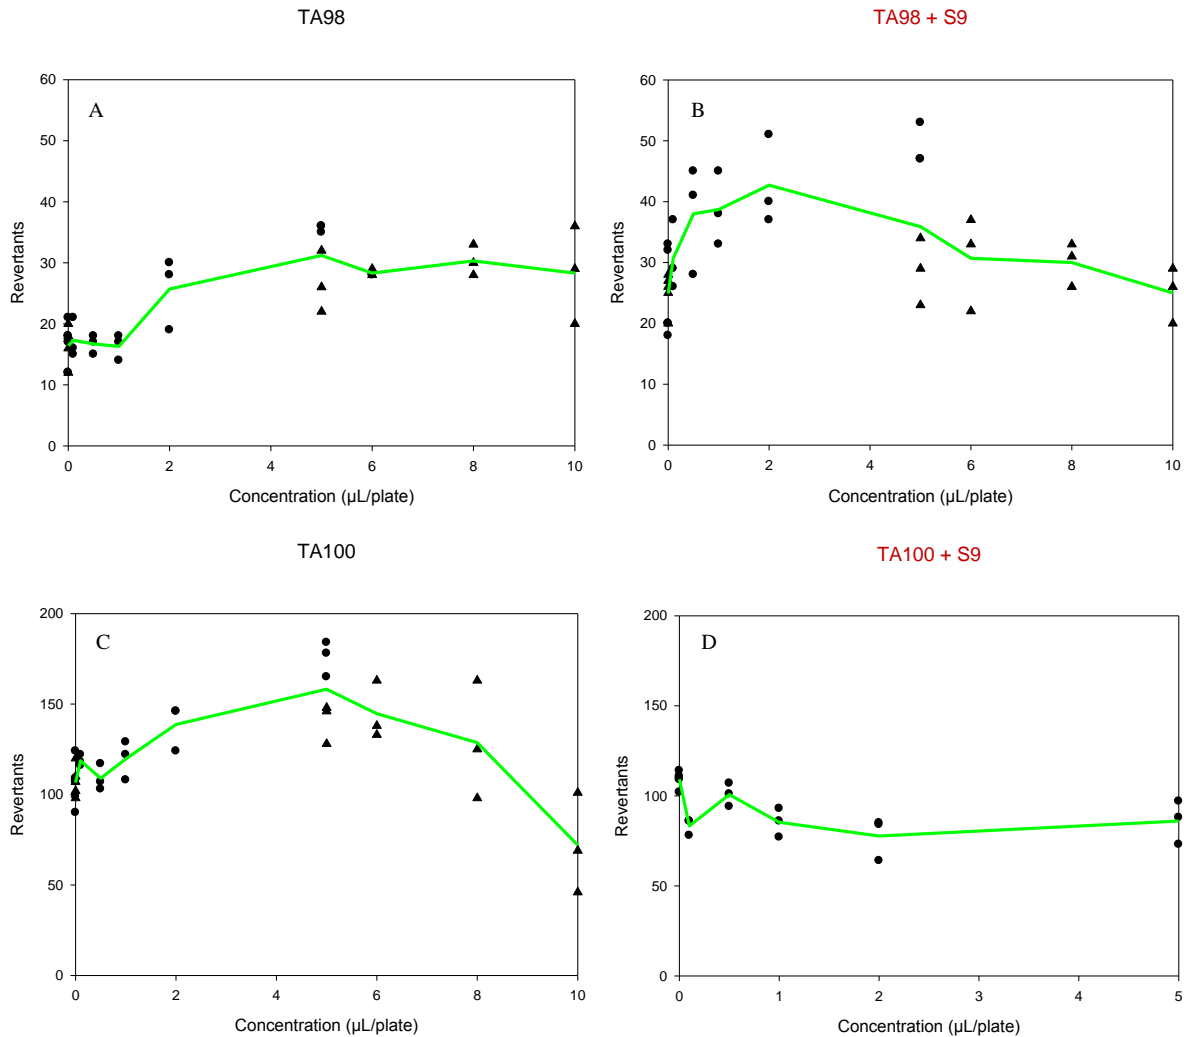 TA98
TA98 + S9
A
B
60
50
40
30
20
10
0
Revertants
0 2 4 6 8 10
Concentration (µL/plate)
60
50
40
30
20
10
0
Revertants
0 2 4 6 8 10
Concentration (µL/plate)
TA100
TA100 + S9
C
D
200
150
100
50
0
Revertants
0 2 4 6 8 10
Concentration (µL/plate)
200
150
100
50
0
Revertants
0 1 2 3 4 5
Concentration (µL/plate)